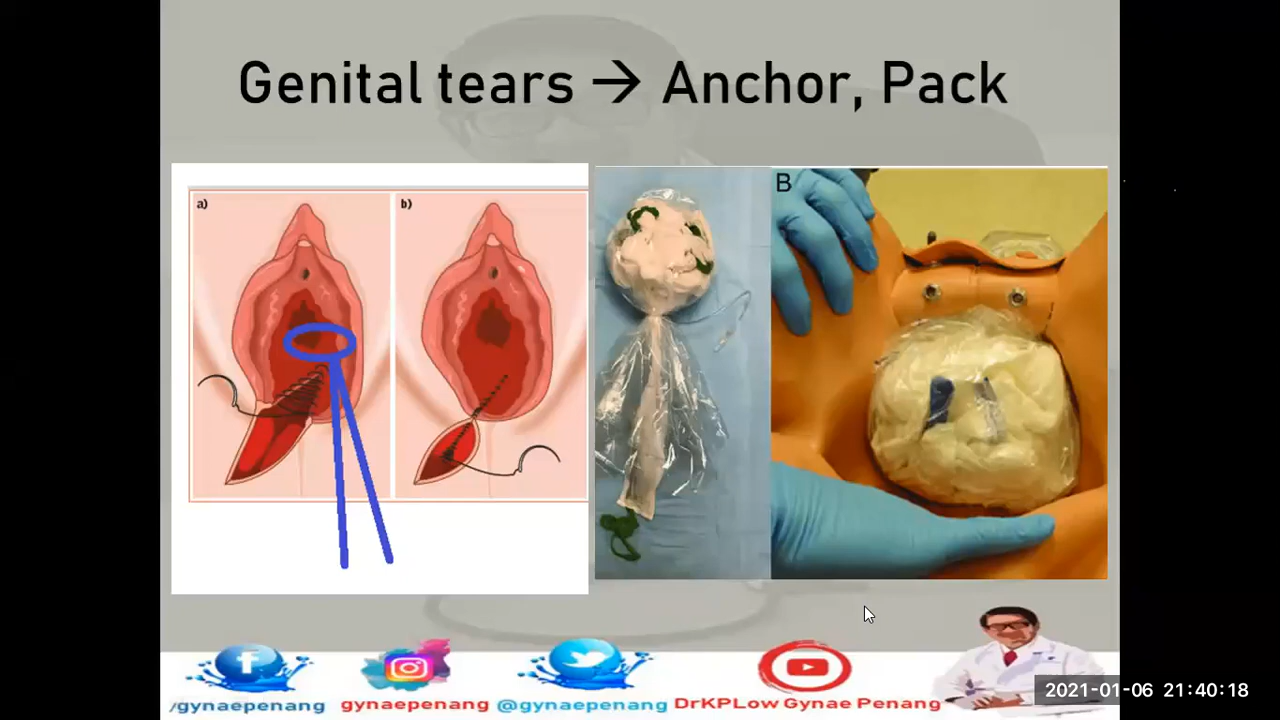 Genital tears → Anchor, Pack
a)
b)
B
/gynaepenang
gynaepenang
@gynaepenang
DrKPLow Gynae Penang
2021-01-06 21:40:18